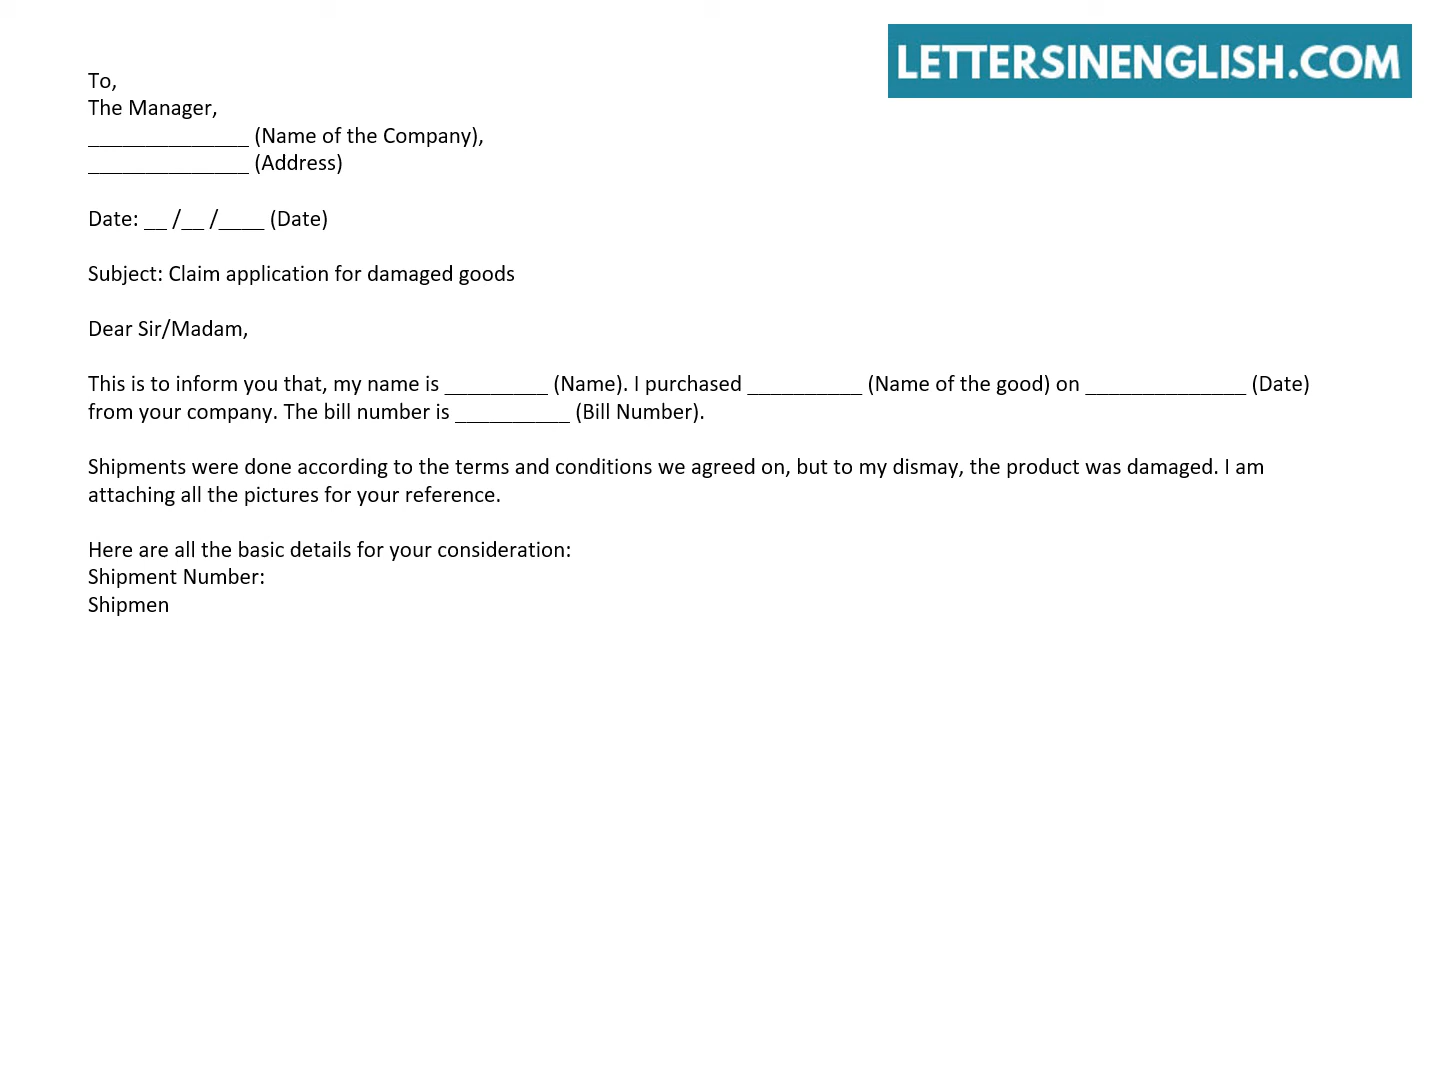 LETTERSINENGLISH.COM
To,
The Manager,
______________ (Name of the Company),
______________ (Address)
Date: __ /__ /____ (Date)
Subject: Claim application for damaged goods
Dear Sir/Madam,
This is to inform you that, my name is _________ (Name). I purchased __________ (Name of the good) on ______________ (Date)
from your company. The bill number is __________ (Bill Number).
Shipments were done according to the terms and conditions we agreed on, but to my dismay, the product was damaged. I am
attaching all the pictures for your reference.
Here are all the basic details for your consideration:
Shipment Number:
Shipmen